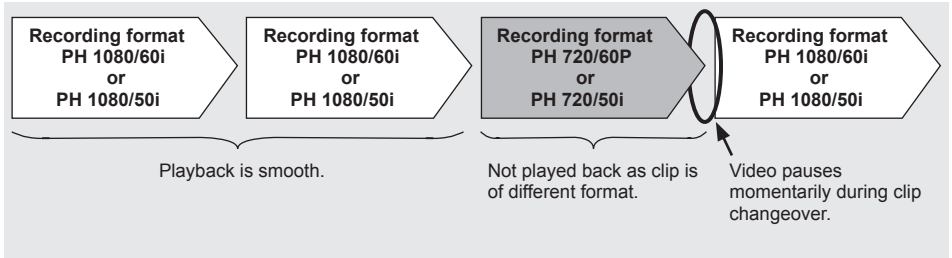 Recording format
PH 1080/60i
or
PH 1080/50i
Recording format
PH 1080/60i
or
PH 1080/50i
Recording format
PH 720/60P
or
PH 720/50i
Recording format
PH 1080/60i
or
PH 1080/50i
Playback is smooth.
Not played back as clip is
of different format.
Video pauses
momentarily during clip
changeover.